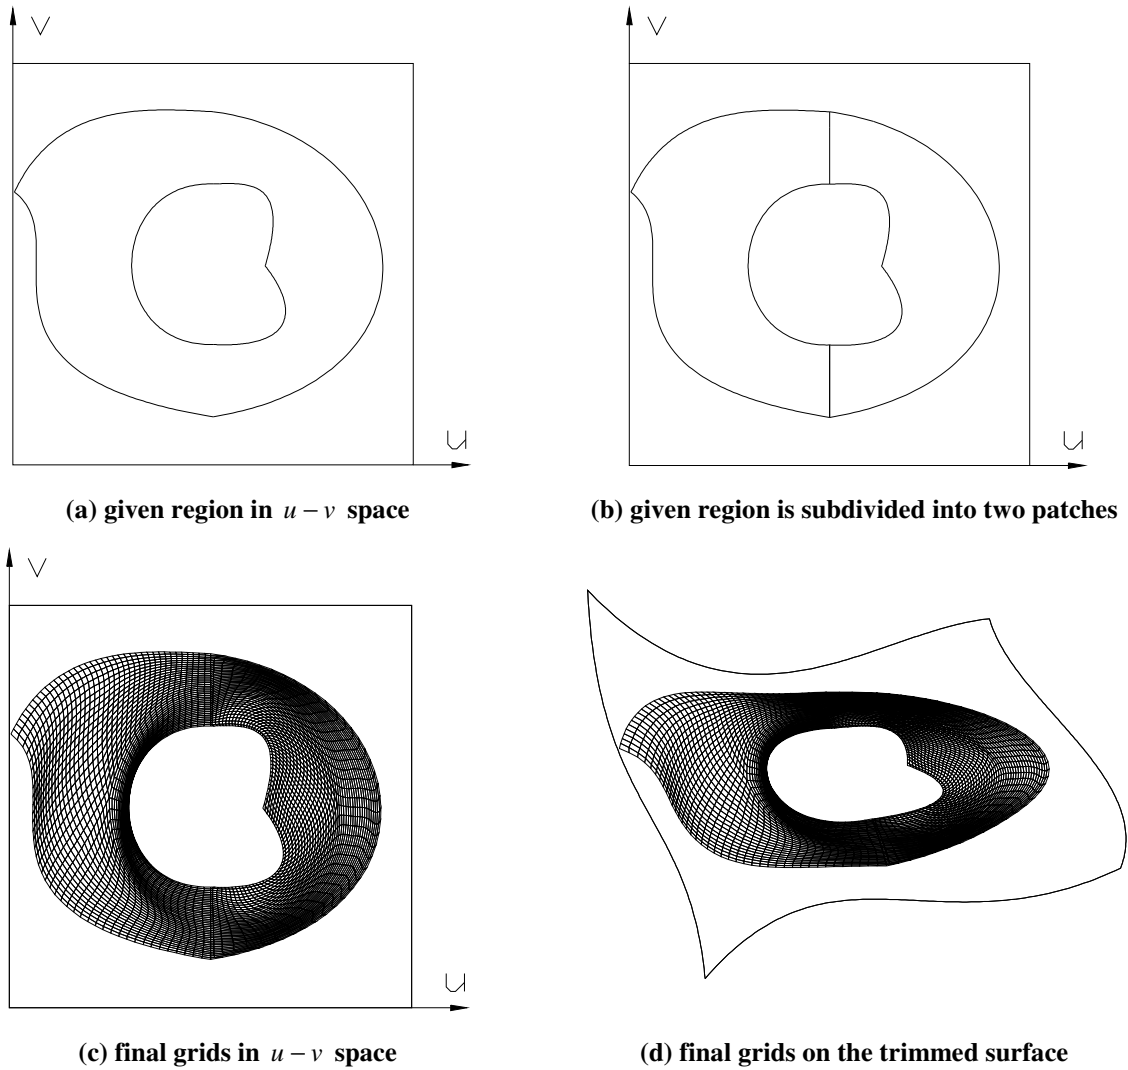 V
V
u
u
(a) given region in u − v space
(b) given region is subdivided into two patches
V
u
(c) final grids in u − v space
(d) final grids on the trimmed surface